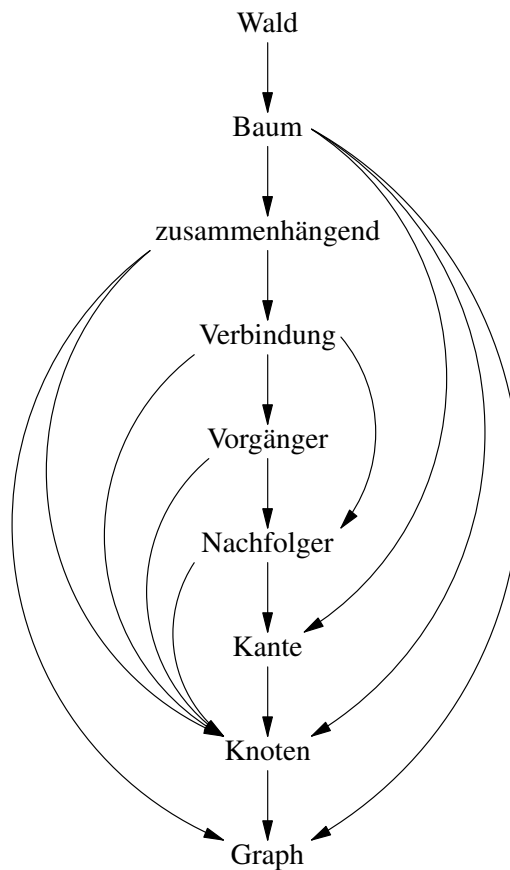 Wald
Baum
zusammenhängend
Verbindung
Vorgänger
Nachfolger
Kante
Knoten
Graph